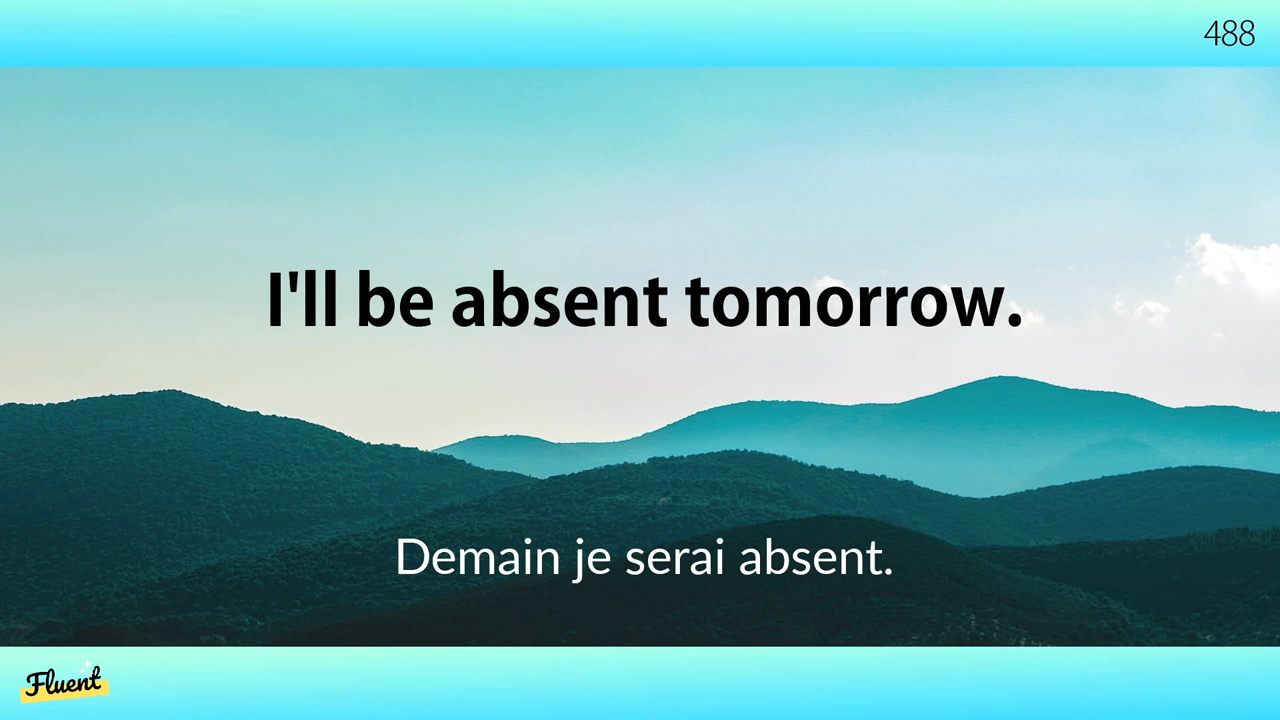 488
I'll be absent tomorrow.
Demain je serai absent.
Fluent